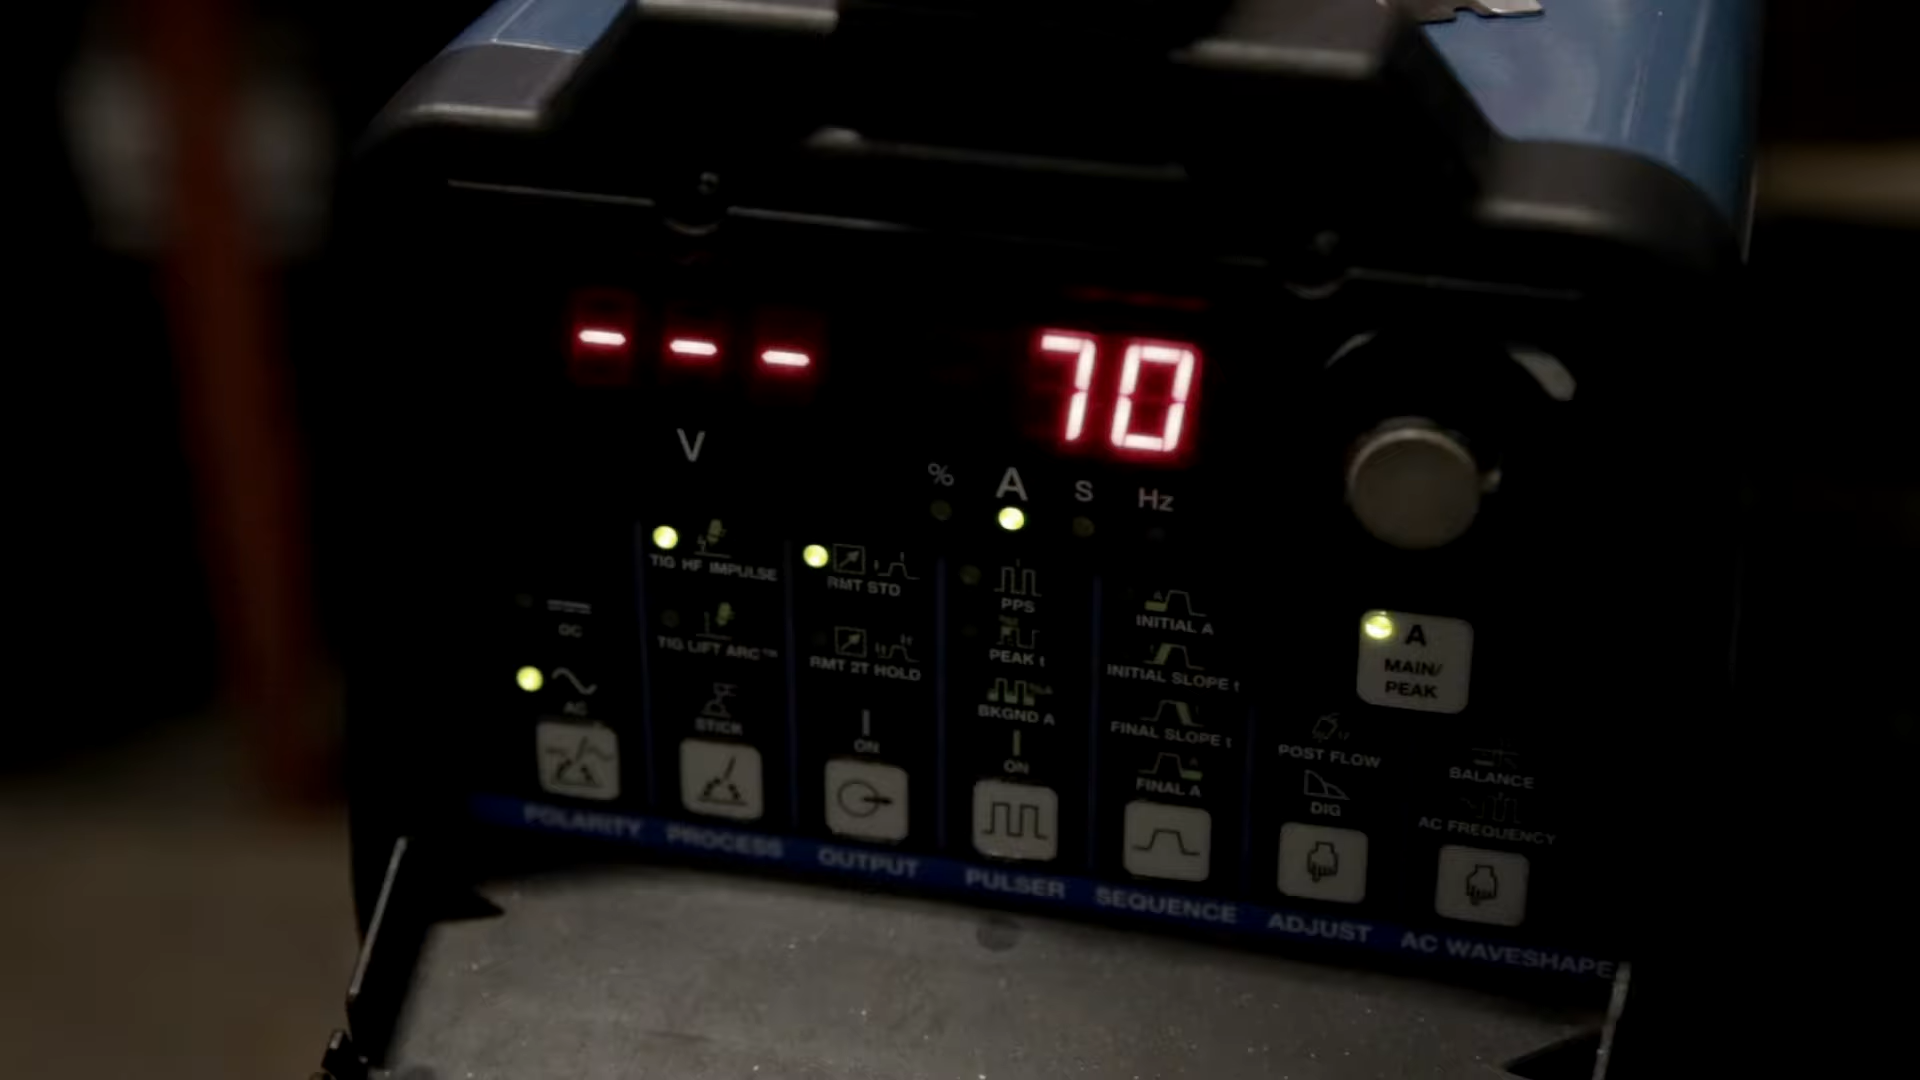 --- 70
V
% A S Hz
TIG HF IMPULSE
TIG LIFT ARC™
STICK
PROCESS
DC
AC
POLARITY
RMT STD
RMT 2T HOLD
ON
OUTPUT
PPS
PEAK t
BKGND A
ON
PULSER
INITIAL A
INITIAL SLOPE t
FINAL SLOPE t
FINAL A
SEQUENCE
A
MAIN/
PEAK
POST FLOW
DIG
ADJUST
BALANCE
AC FREQUENCY
AC WAVESHAPE